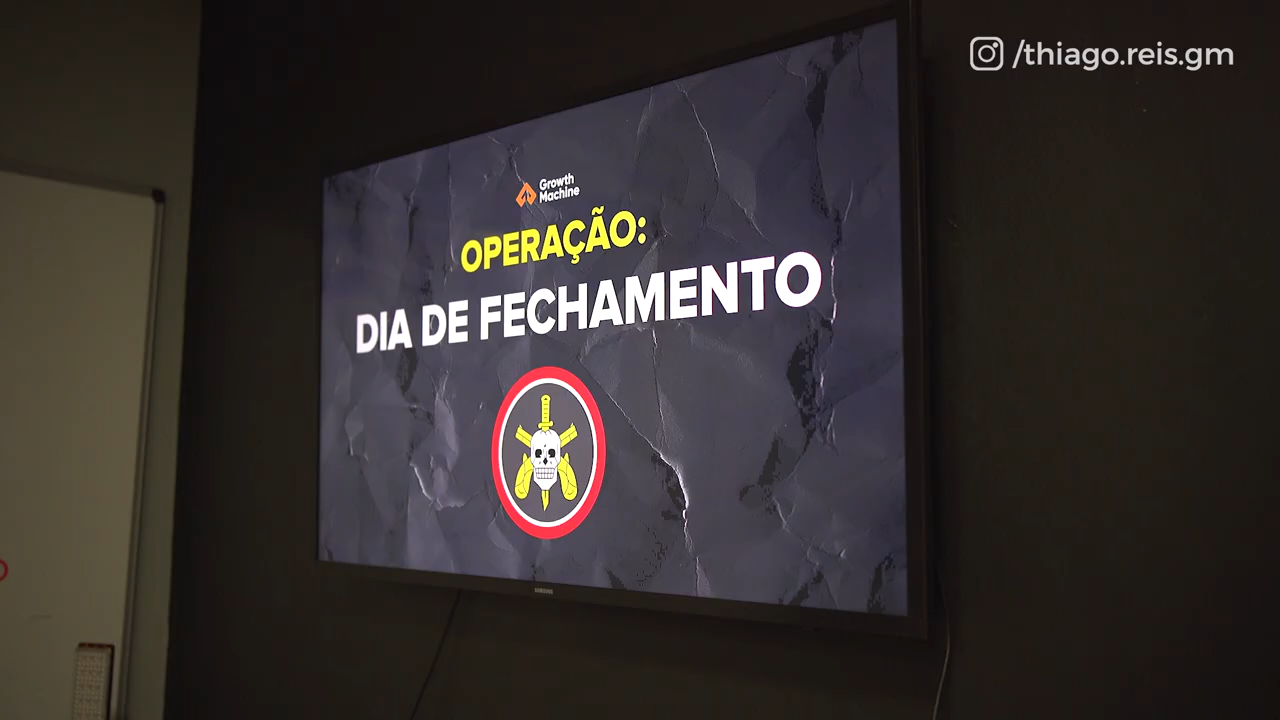 /thiago.reis.gm
Growth
Machine
OPERAÇÃO:
DIA DE FECHAMENTO
SAMSUNG